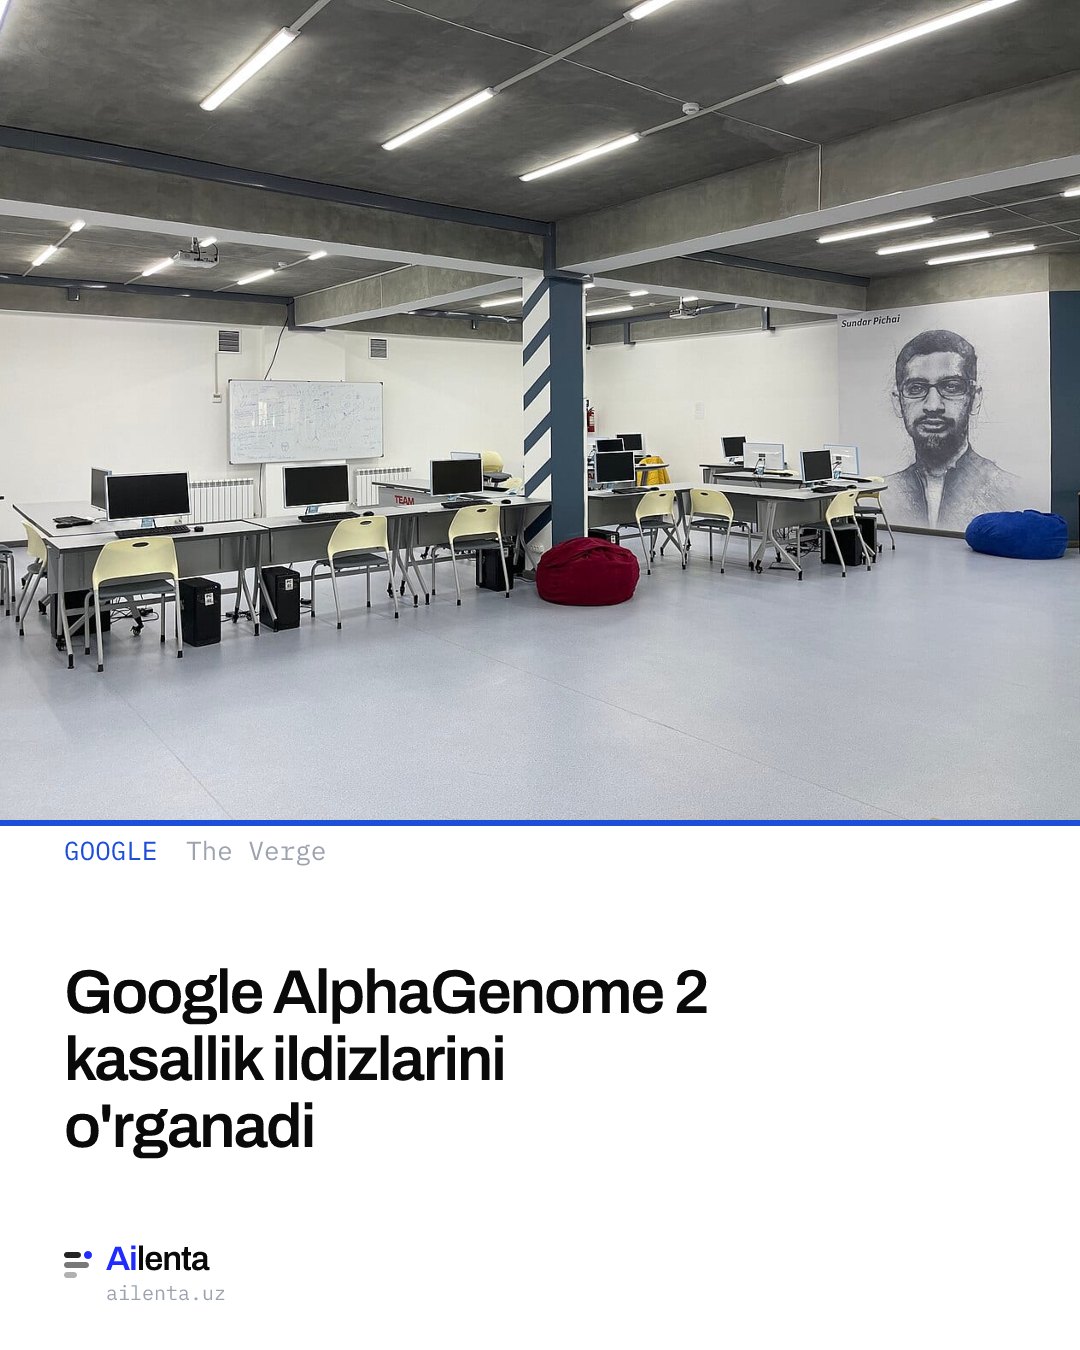 Sundar Pichai
TEAM
GOOGLE The Verge
Google AlphaGenome 2
kasallik ildizlarini
o'rganadi
Ailenta
ailenta.uz